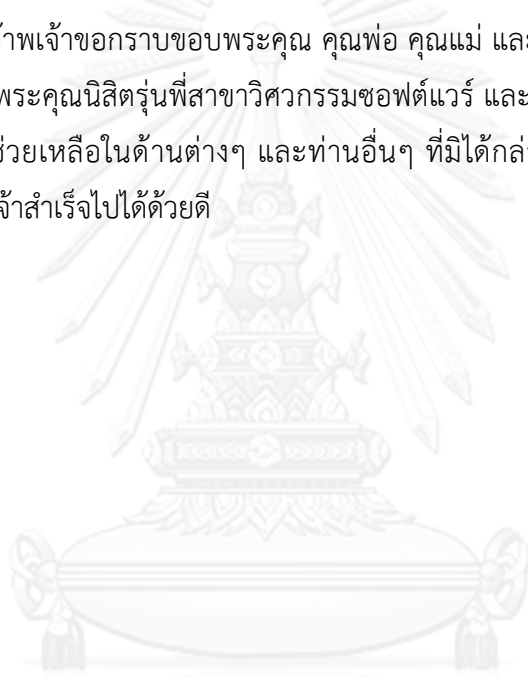 าพเจ้าขอกราบขอบพระคุณ คุณพ่อ คุณแม่ และ
พระคุณนิสิตรุ่นพี่สาขาวิศวกรรมซอฟต์แวร์ และ
ช่วยเหลือในด้านต่างๆ และท่านอื่นๆ ที่มิได้กล่
จ้าสำเร็จไปได้ด้วยดี